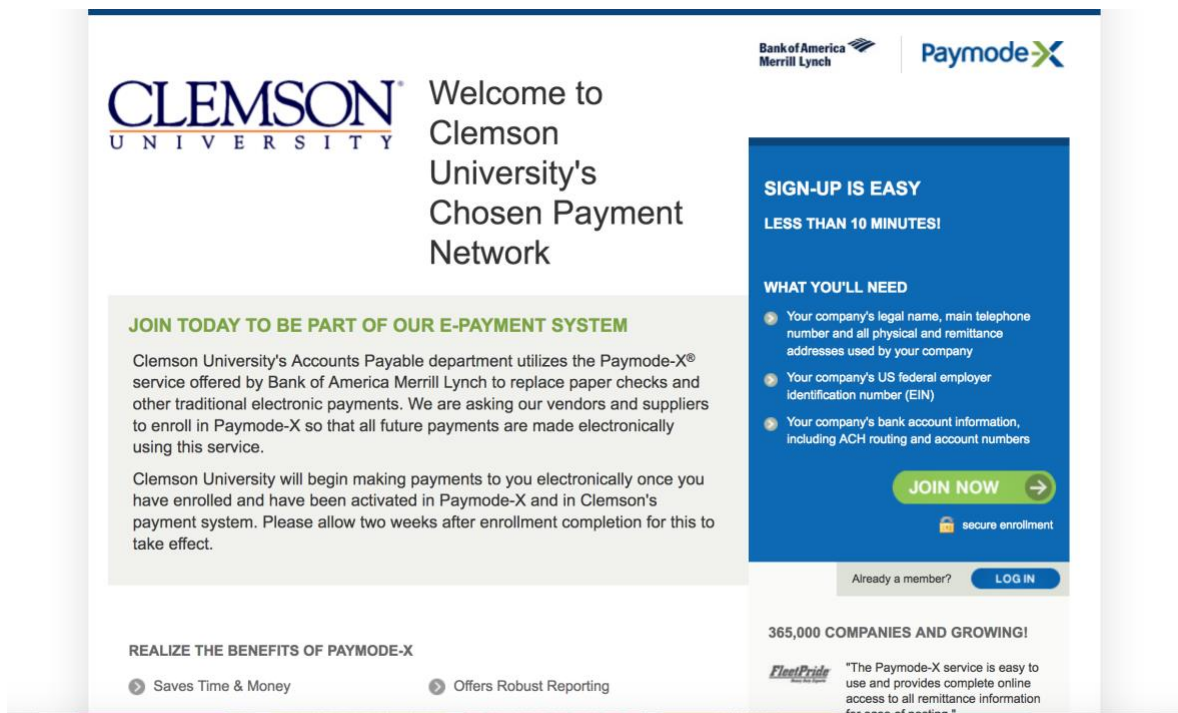 Bank of America
Merrill Lynch
Paymode-X
CLEMSON®
UNIVERSITY
Welcome to
Clemson
University's
Chosen Payment
Network
JOIN TODAY TO BE PART OF OUR E-PAYMENT SYSTEM
Clemson University's Accounts Payable department utilizes the Paymode-X®
service offered by Bank of America Merrill Lynch to replace paper checks and
other traditional electronic payments. We are asking our vendors and suppliers
to enroll in Paymode-X so that all future payments are made electronically
using this service.
Clemson University will begin making payments to you electronically once you
have enrolled and have been activated in Paymode-X and in Clemson's
payment system. Please allow two weeks after enrollment completion for this to
take effect.
REALIZE THE BENEFITS OF PAYMODE-X
Saves Time & Money
Offers Robust Reporting
SIGN-UP IS EASY
LESS THAN 10 MINUTES!
WHAT YOU'LL NEED
Your company's legal name, main telephone
number and all physical and remittance
addresses used by your company
Your company's US federal employer
identification number (EIN)
Your company's bank account information,
including ACH routing and account numbers
JOIN NOW
secure enrollment
Already a member?
LOG IN
365,000 COMPANIES AND GROWING!
FleetPride
"The Paymode-X service is easy to
use and provides complete online
access to all remittance information
for ease of posting."